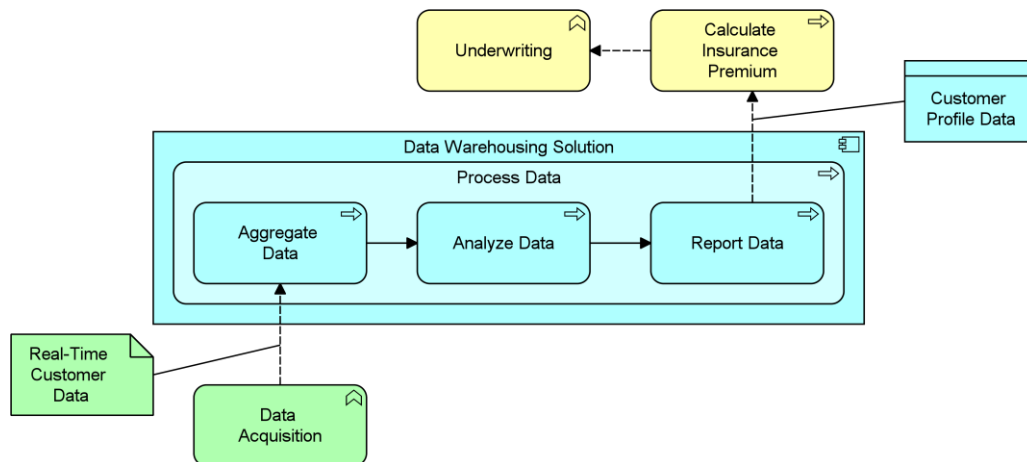 Underwriting
Calculate
Insurance
Premium
Customer
Profile Data
Data Warehousing Solution
Process Data
Aggregate
Data
Analyze Data
Report Data
Real-Time
Customer
Data
Data
Acquisition